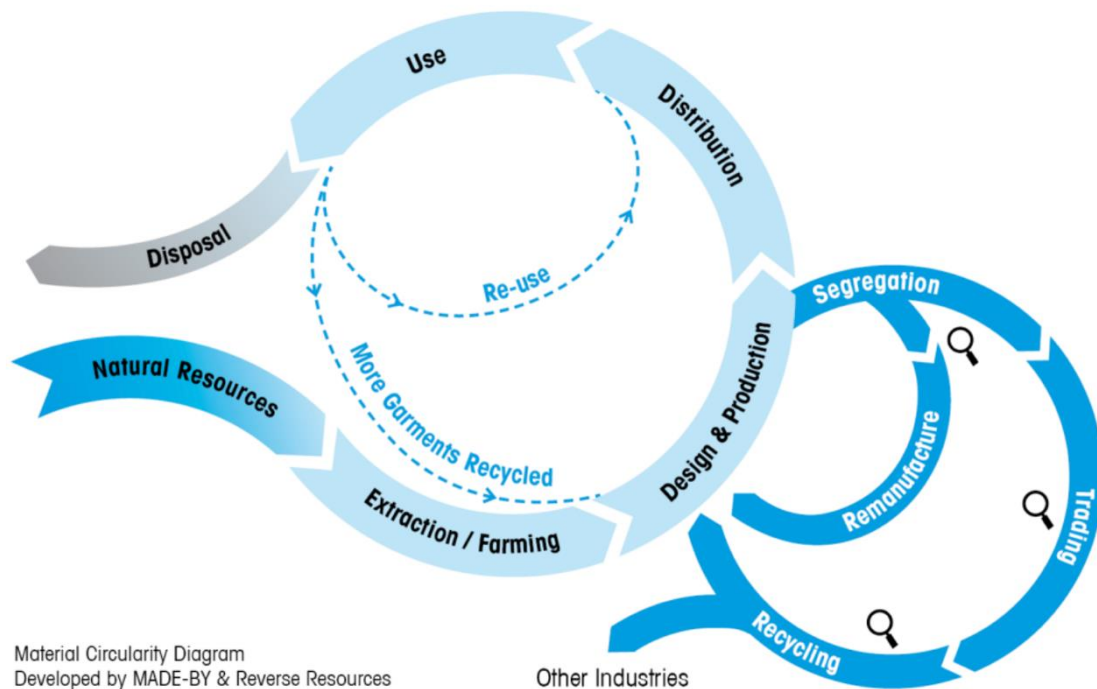 Use
Distribution
Disposal
Re-use
Segregation
Natural Resources
More Garments Recycled
Design & Production
Remanufacture
Trading
Extraction / Farming
Recycling
Material Circularity Diagram
Developed by MADE-BY & Reverse Resources
Other Industries